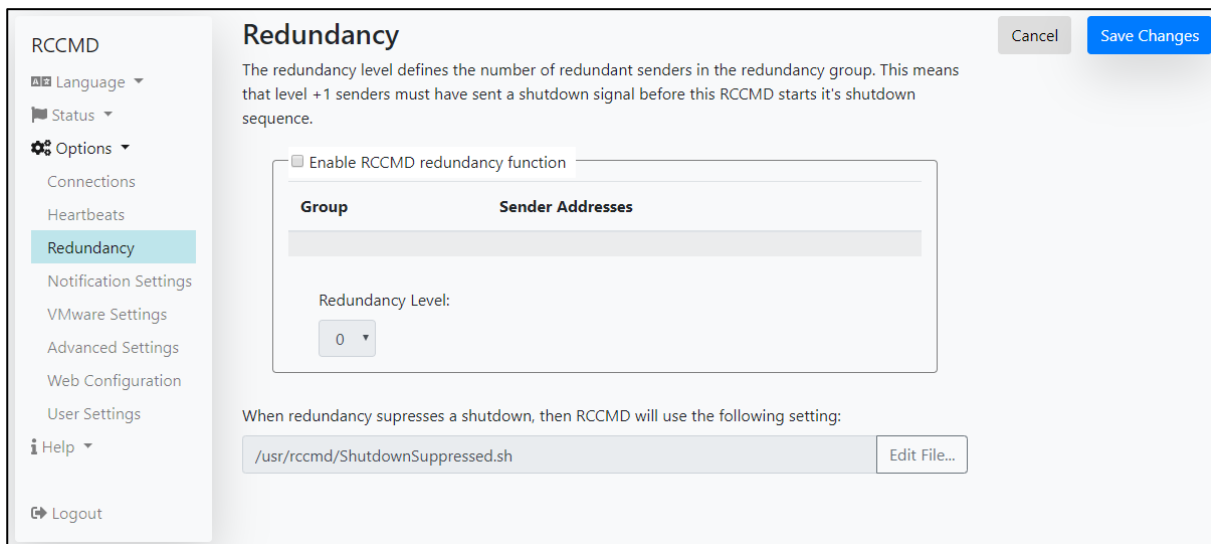 RCCMD
Language
Status
Options
Connections
Heartbeats
Redundancy
Notification Settings
VMware Settings
Advanced Settings
Web Configuration
User Settings
Help
Logout
Redundancy
Cancel
Save Changes
The redundancy level defines the number of redundant senders in the redundancy group. This means
that level +1 senders must have sent a shutdown signal before this RCCMD starts it's shutdown
sequence.
Enable RCCMD redundancy function
Group Sender Addresses
Redundancy Level:
0
When redundancy supresses a shutdown, then RCCMD will use the following setting:
/usr/rccmd/ShutdownSuppressed.sh Edit File...